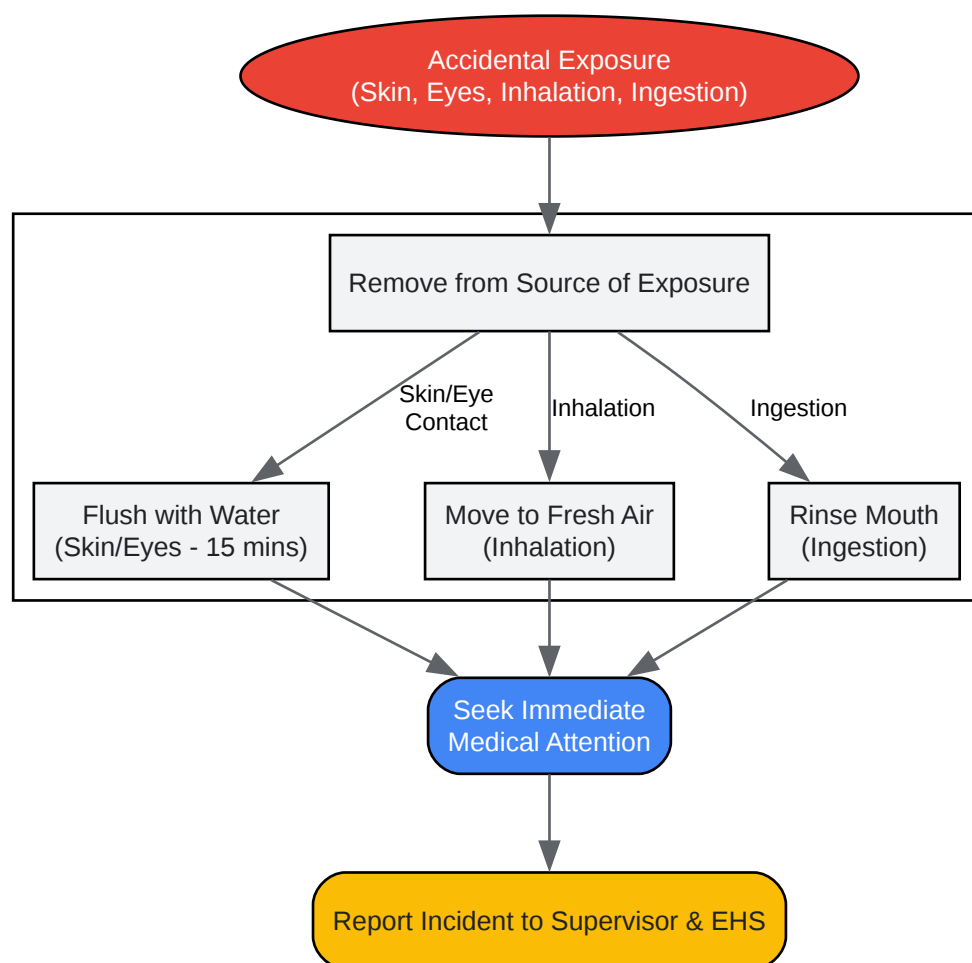 Accidental Exposure
(Skin, Eyes, Inhalation, Ingestion)
Remove from Source of Exposure
Skin/Eye
Contact
Inhalation
Ingestion
Flush with Water
(Skin/Eyes - 15 mins)
Move to Fresh Air
(Inhalation)
Rinse Mouth
(Ingestion)
Seek Immediate
Medical Attention
Report Incident to Supervisor & EHS